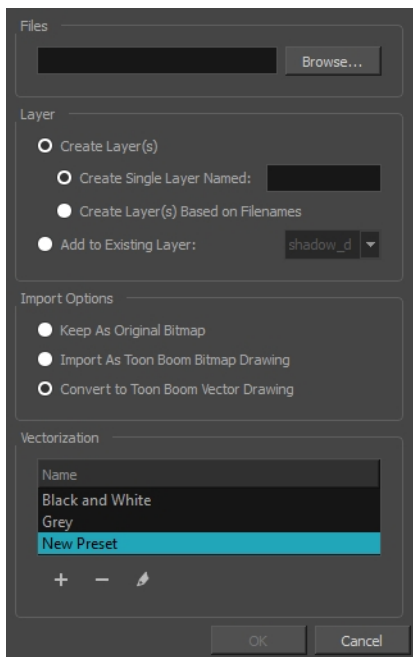 Files
Browse...
Layer
Create Layer(s)
Create Single Layer Named:
Create Layer(s) Based on Filenames
Add to Existing Layer: shadow_d
Import Options
Keep As Original Bitmap
Import As Toon Boom Bitmap Drawing
Convert to Toon Boom Vector Drawing
Vectorization
Name
Black and White
Grey
New Preset
OK Cancel